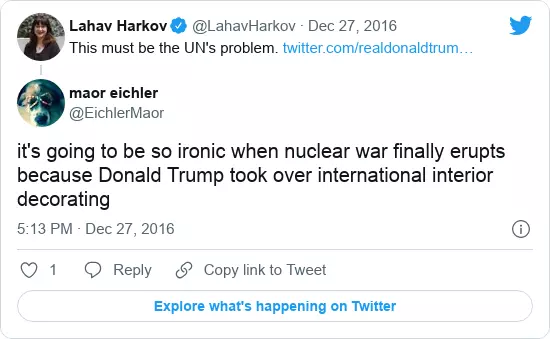 Lahav Harkov @LahavHarkov · Dec 27, 2016
This must be the UN's problem. twitter.com/realdonaldtrum…
maor eichler
@EichlerMaor
it's going to be so ironic when nuclear war finally erupts
because Donald Trump took over international interior
decorating
5:13 PM · Dec 27, 2016
1 Reply Copy link to Tweet
Explore what's happening on Twitter